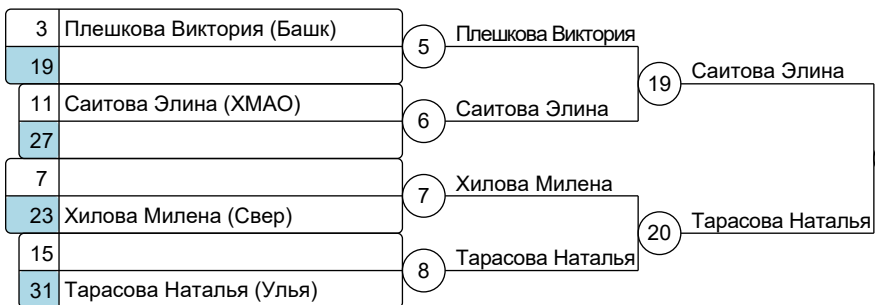 3 Плешкова Виктория (Башк)
19
11 Саитова Элина (ХМАО)
27
7
23 Хилова Милена (Свер)
15
31 Тарасова Наталья (Улья)
5 Плешкова Виктория
6 Саитова Элина
7 Хилова Милена
8 Тарасова Наталья
19 Саитова Элина
20 Тарасова Наталья